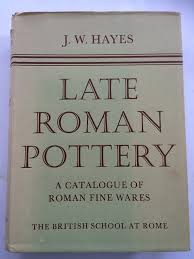 J. W. HAYES
LATE
ROMAN
POTTERY
A CATALOGUE OF
ROMAN FINE WARES
THE BRITISH SCHOOL AT ROME